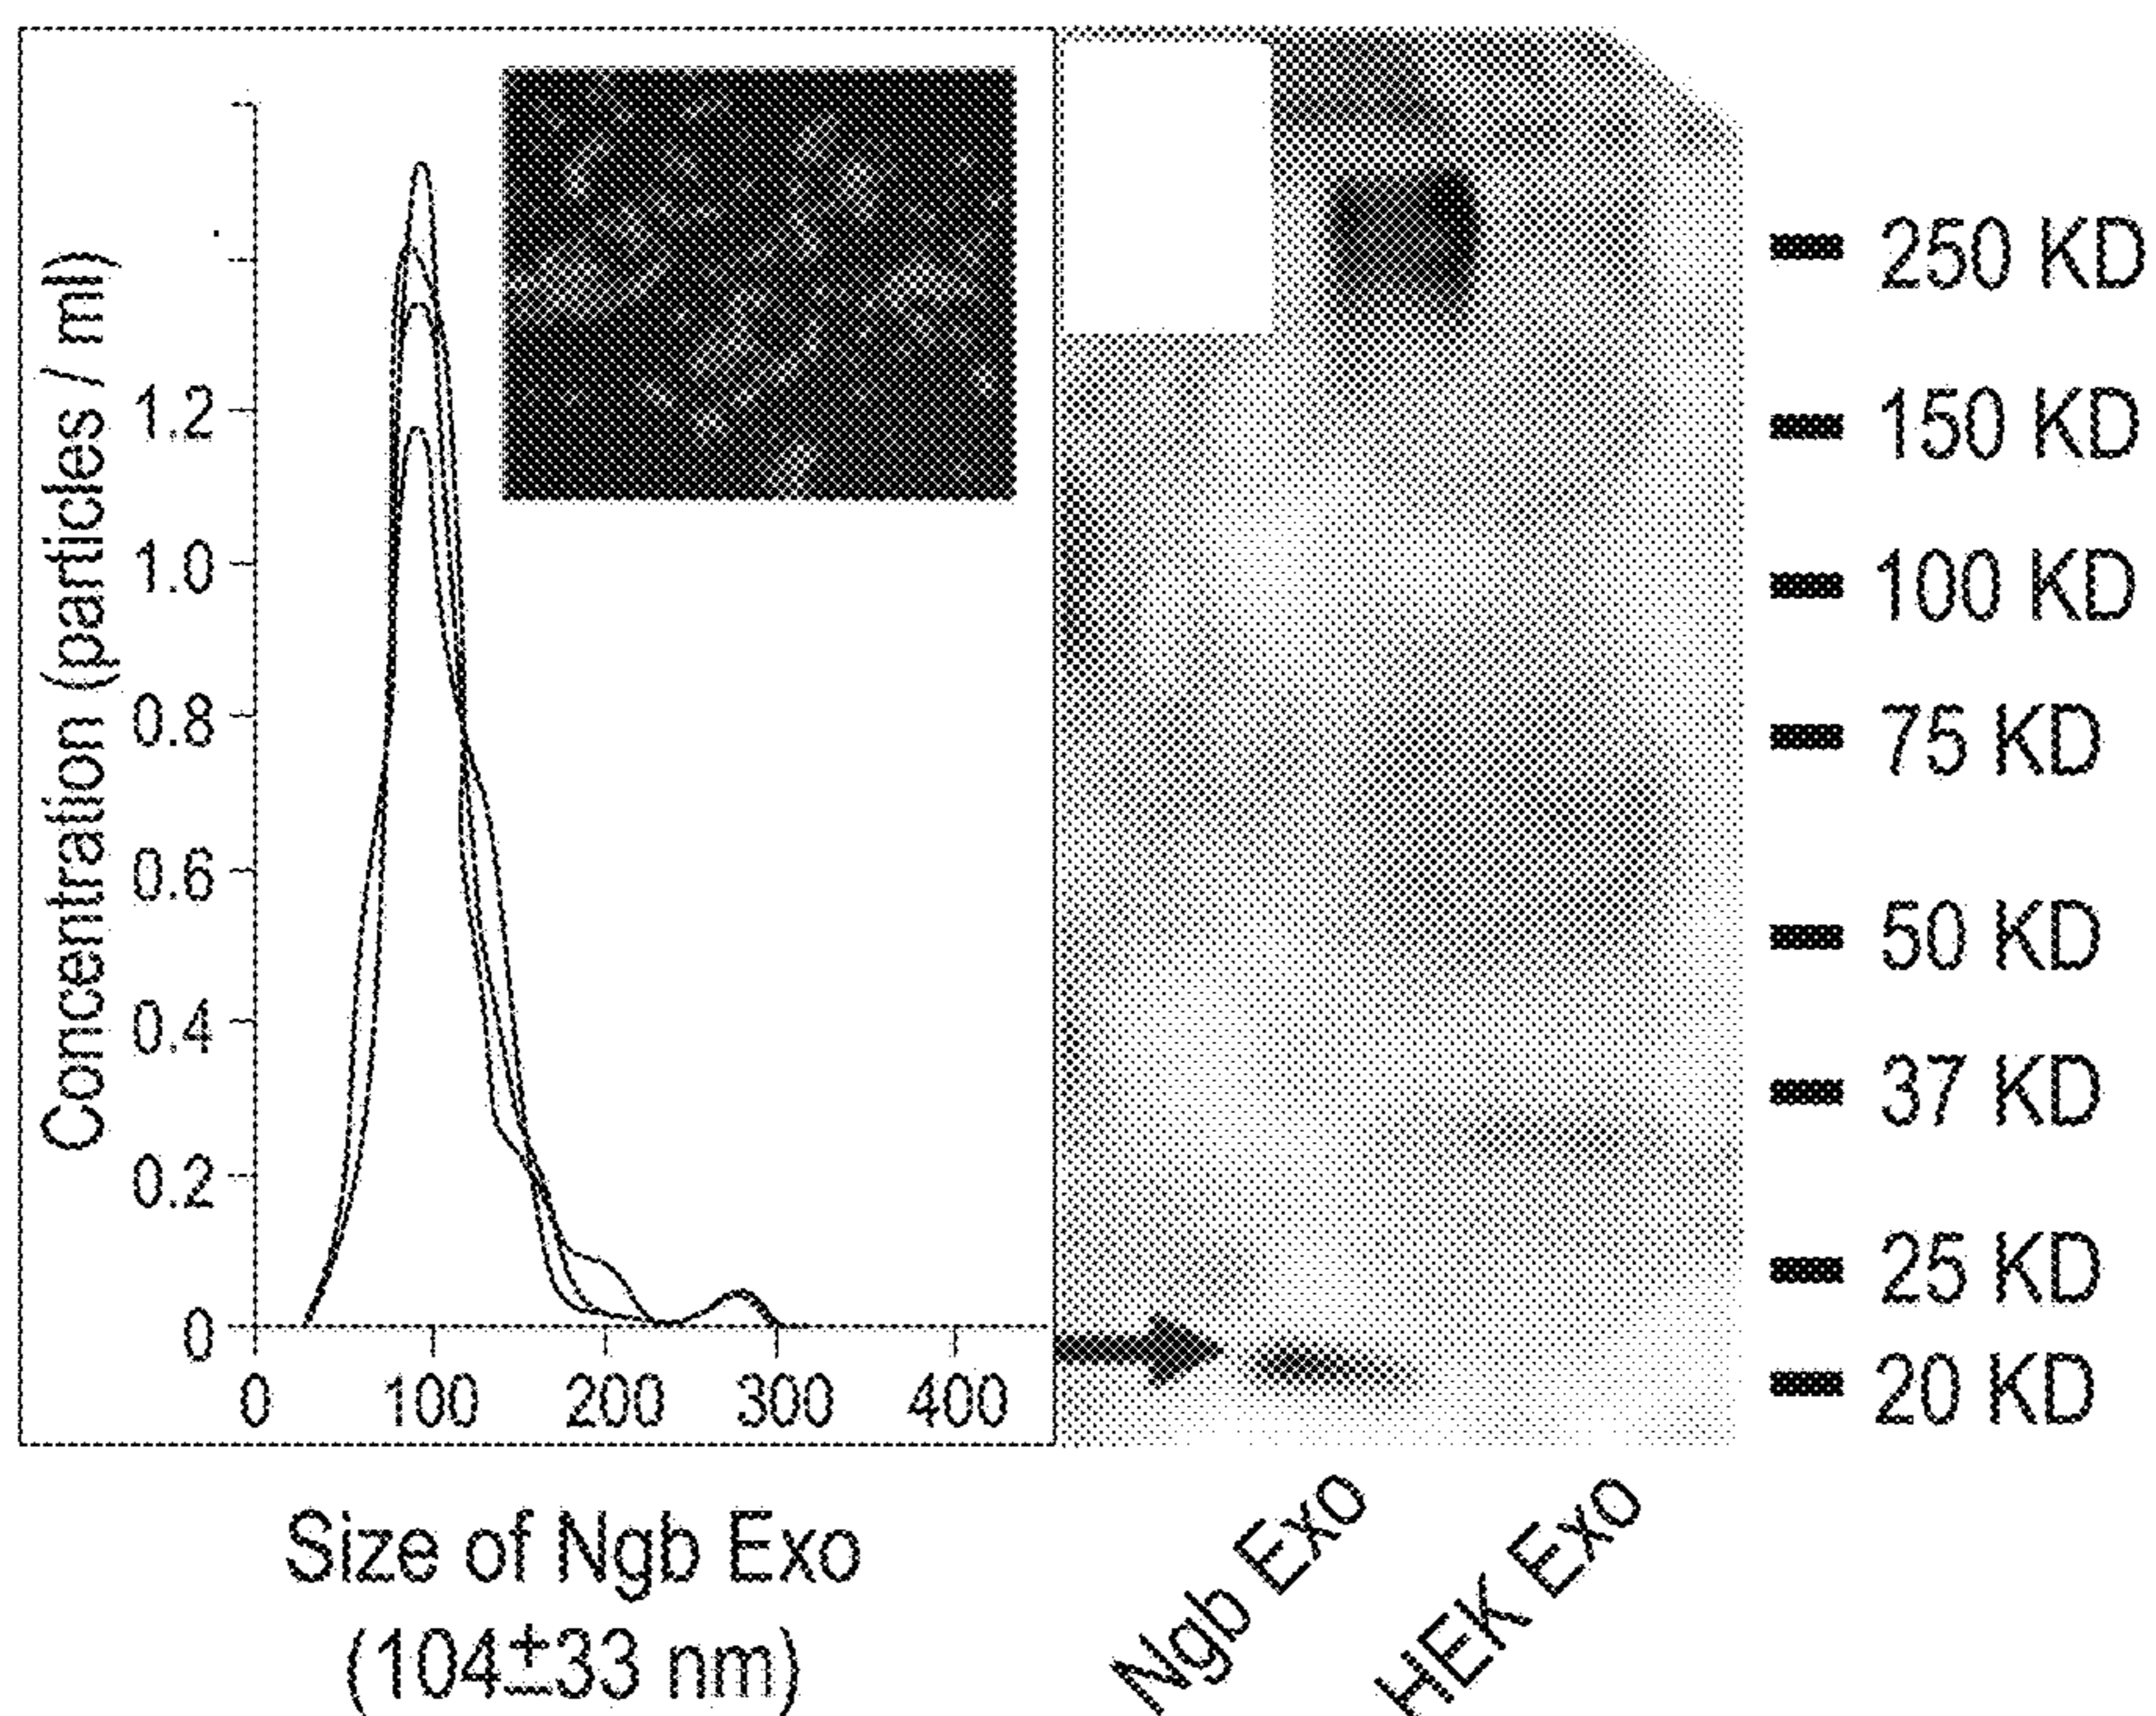 Concentration (particles / ml)
1.2
1.0
0.8
0.6
0.4
0.2
0
0 100 200 300 400
Size of Ngb Exo
(104±33 nm)
250 KD
150 KD
100 KD
75 KD
50 KD
37 KD
25 KD
20 KD
Ngb Exo
HEK Exo